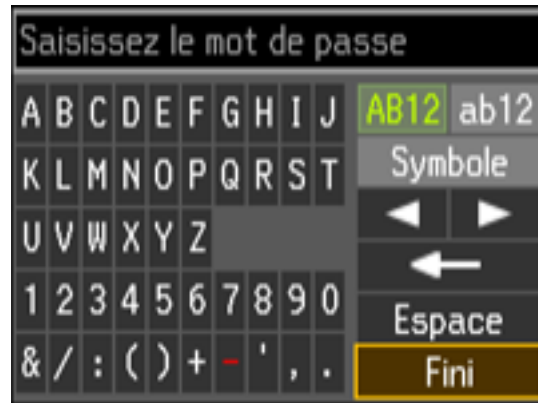 Saisissez le mot de passe
A B C D E F G H I J
AB12 ab12
K L M N O P Q R S T
Symbole
U V W X Y Z
1 2 3 4 5 6 7 8 9 0
Espace
& / : ( ) + - ' , .
Fini